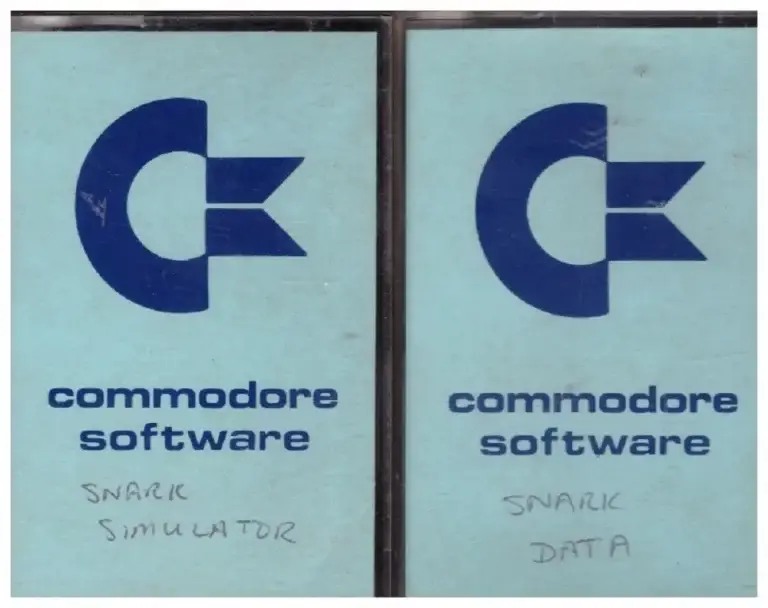 commodore
software
SNARK
SIMULATOR
commodore
software
SNARK
DATA